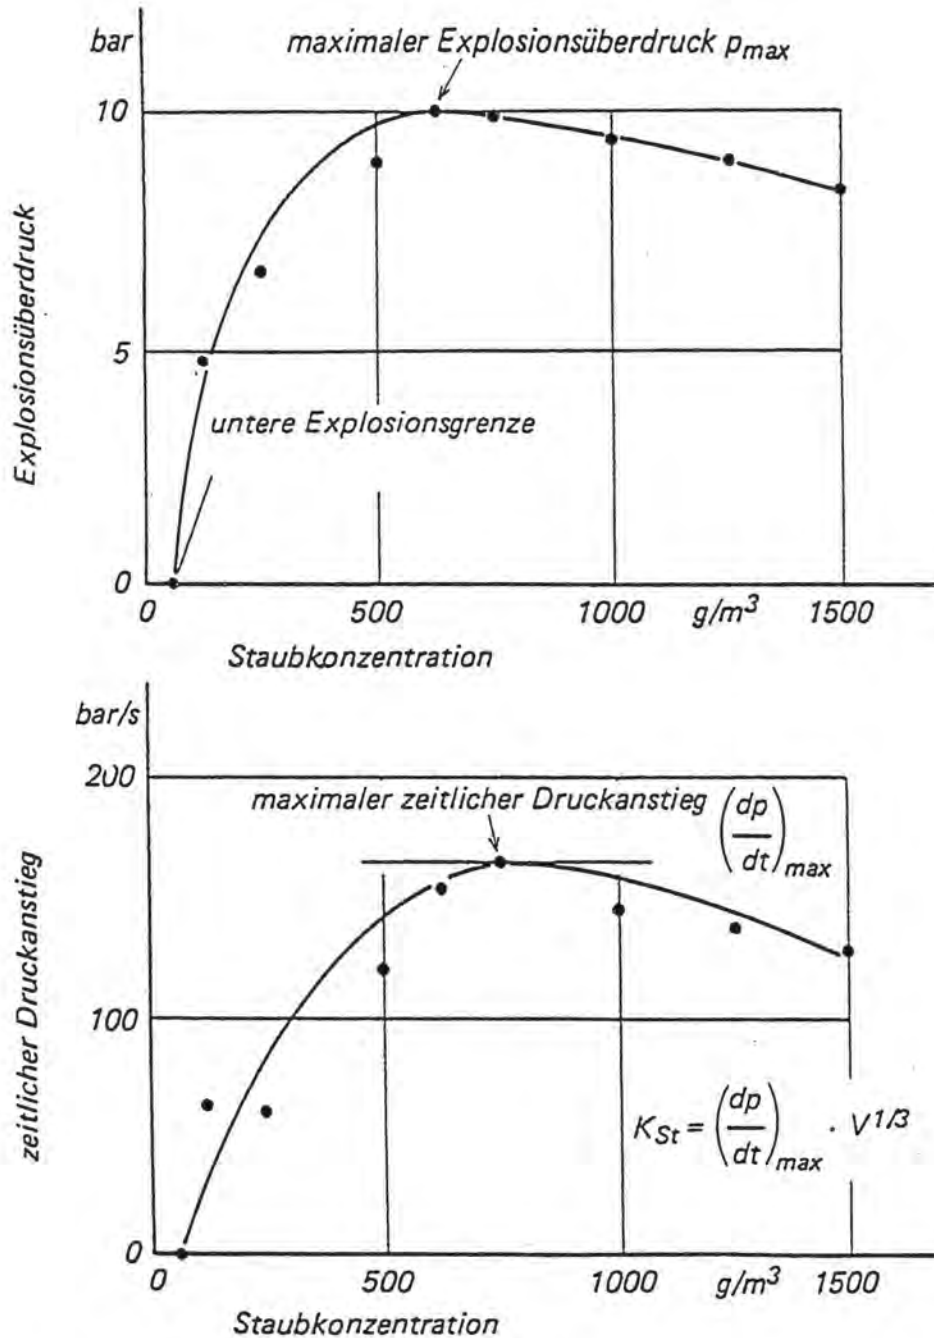 bar
maximaler Explosionsüberdruck pmax
10
5
0
Explosionsüberdruck
untere Explosionsgrenze
0 500 1000 g/m³ 1500
Staubkonzentration
bar/s
200
maximaler zeitlicher Druckanstieg (dp/dt)max
100
0
zeitlicher Druckanstieg
KSt = (dp/dt)max · V1/3
0 500 1000 g/m³ 1500
Staubkonzentration